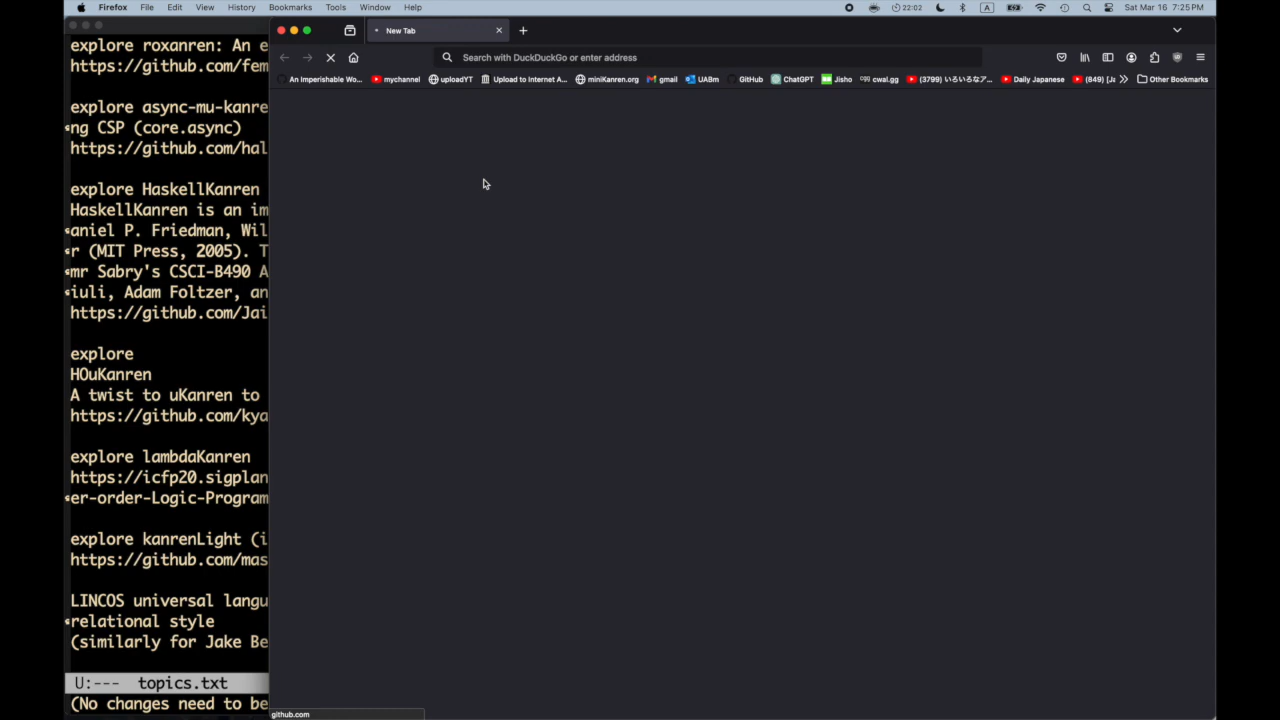 Firefox File Edit View History Bookmarks Tools Window Help 22:02 A Sat Mar 16 7:25 PM
New Tab
Search with DuckDuckGo or enter address
An Imperishable Wo... mychannel uploadYT Upload to Internet A... miniKanren.org gmail UABm GitHub ChatGPT Jisho cwal.gg (3799) いろいろなア... Daily Japanese (849) [Ja Other Bookmarks
explore roxanren: An e
https://github.com/fem
explore async-mu-kanre
ng CSP (core.async)
https://github.com/hal
explore HaskellKanren
HaskellKanren is an im
aniel P. Friedman, Wil
r (MIT Press, 2005). T
mr Sabry's CSCI-B490 A
iuli, Adam Foltzer, an
https://github.com/Jai
explore
HOuKanren
A twist to uKanren to
https://github.com/kya
explore lambdaKanren
https://icfp20.sigplan
er-order-Logic-Program
explore kanrenLight (i
https://github.com/mas
LINCOS universal langu
relational style
(similarly for Jake Be
U:--- topics.txt
(No changes need to be
github.com